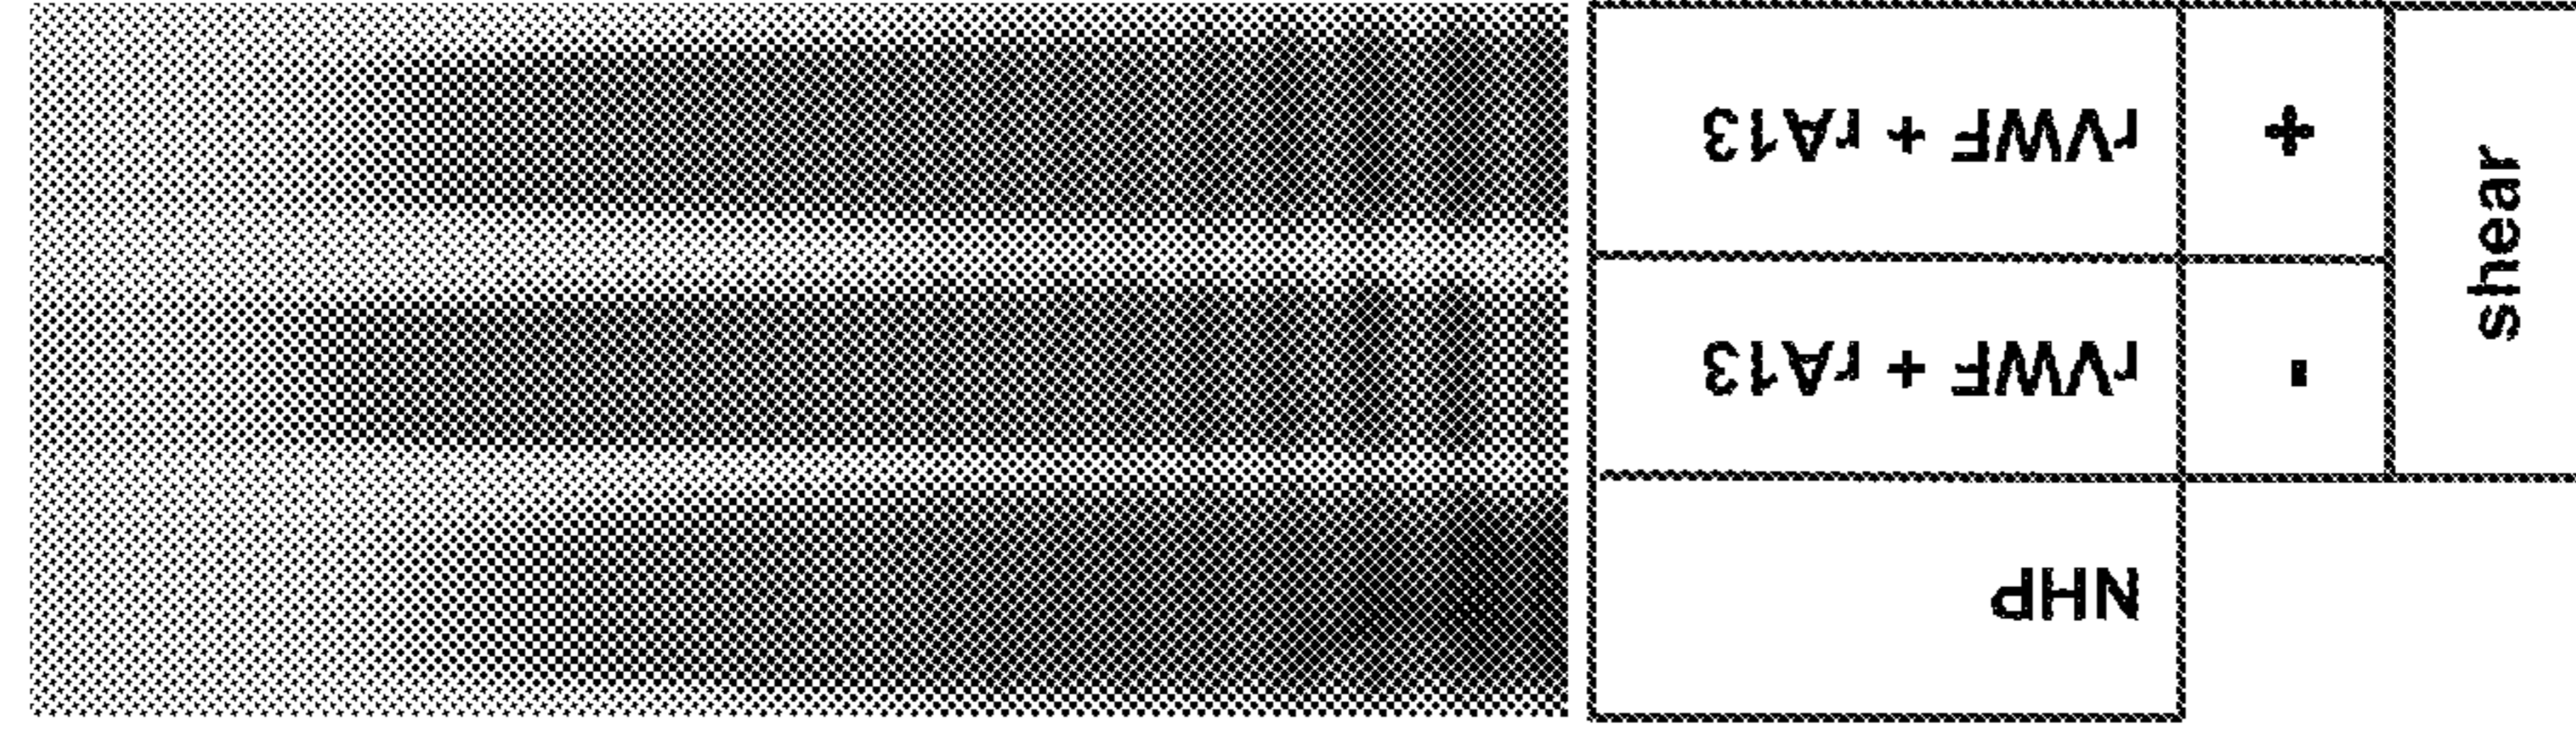 rVWF + rA13
+
rVWF + rA13
-
shear
NHP